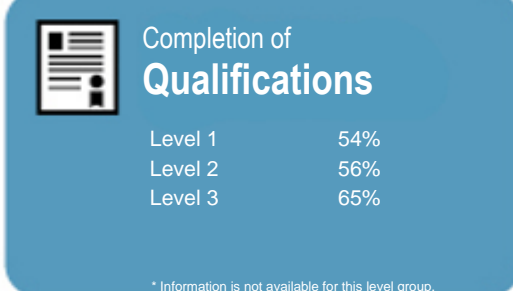 Completion of
Qualifications
Level 1 54%
Level 2 56%
Level 3 65%
* Information is not available for this level group.